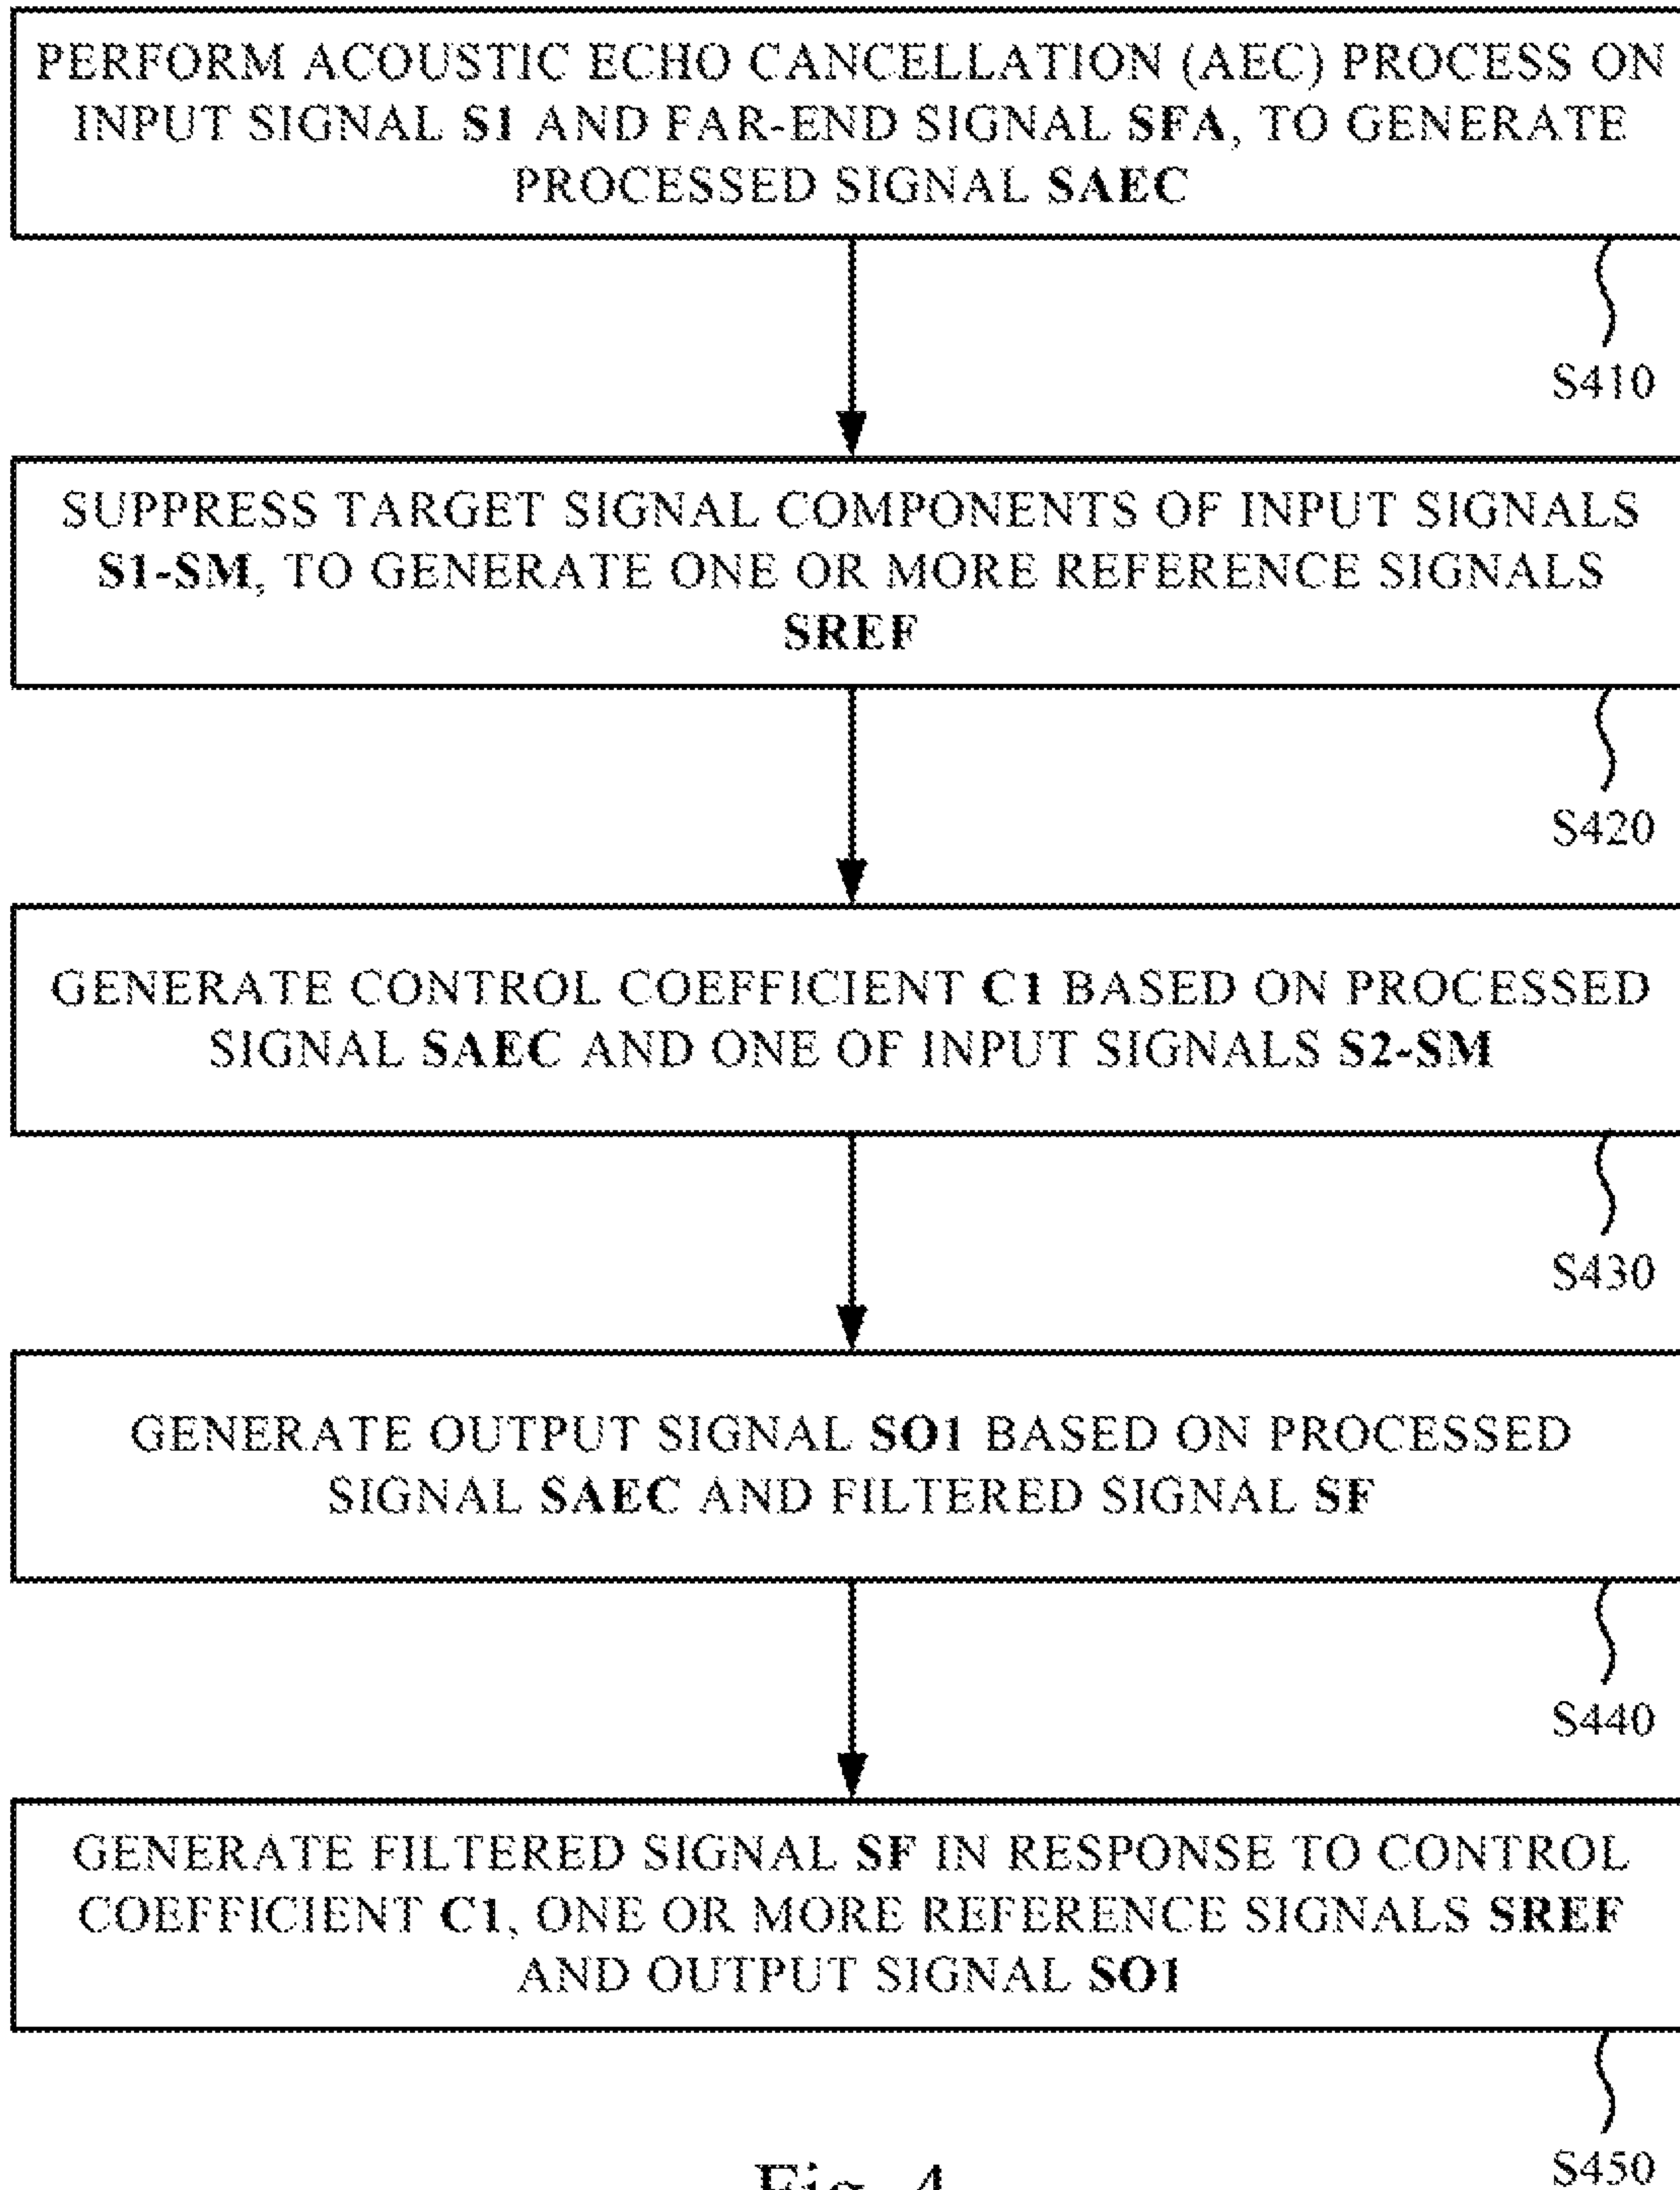 PERFORM ACOUSTIC ECHO CANCELLATION (AEC) PROCESS ON
INPUT SIGNAL S1 AND FAR-END SIGNAL SFA, TO GENERATE
PROCESSED SIGNAL SAEC
S410
SUPPRESS TARGET SIGNAL COMPONENTS OF INPUT SIGNALS
S1-SM, TO GENERATE ONE OR MORE REFERENCE SIGNALS
SREF
S420
GENERATE CONTROL COEFFICIENT C1 BASED ON PROCESSED
SIGNAL SAEC AND ONE OF INPUT SIGNALS S2-SM
S430
GENERATE OUTPUT SIGNAL SO1 BASED ON PROCESSED
SIGNAL SAEC AND FILTERED SIGNAL SF
S440
GENERATE FILTERED SIGNAL SF IN RESPONSE TO CONTROL
COEFFICIENT C1, ONE OR MORE REFERENCE SIGNALS SREF
AND OUTPUT SIGNAL SO1
S450
Fig. 4